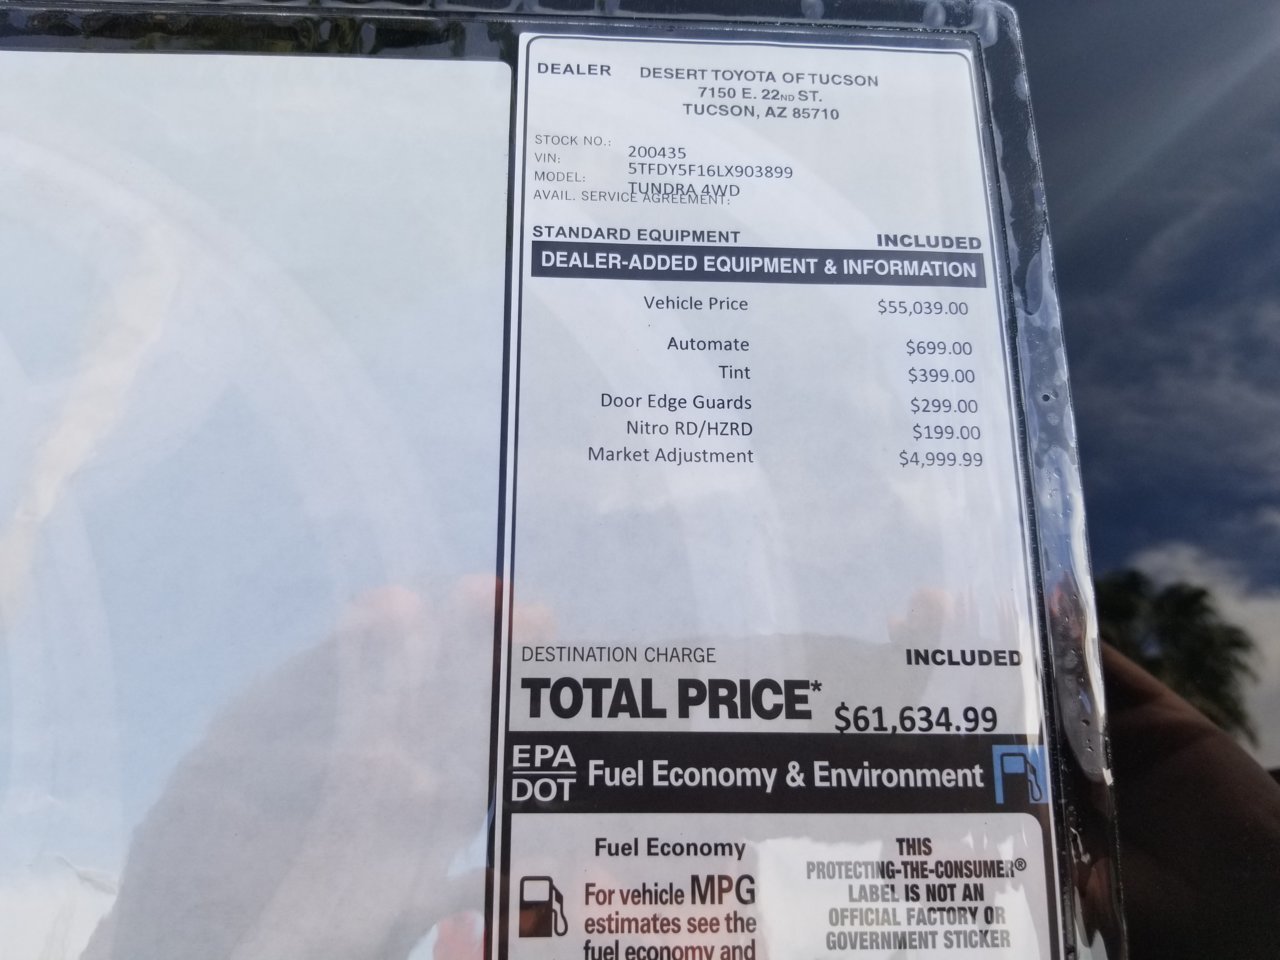 DEALER DESERT TOYOTA OF TUCSON
7150 E. 22ND ST.
TUCSON, AZ 85710
STOCK NO.: 200435
VIN: 5TFDY5F16LX903899
MODEL: TUNDRA 4WD
AVAIL. SERVICE AGREEMENT:
STANDARD EQUIPMENT INCLUDED
DEALER-ADDED EQUIPMENT & INFORMATION
Vehicle Price $55,039.00
Automate $699.00
Tint $399.00
Door Edge Guards $299.00
Nitro RD/HZRD $199.00
Market Adjustment $4,999.99
DESTINATION CHARGE INCLUDED
TOTAL PRICE* $61,634.99
EPA
DOT Fuel Economy & Environment
Fuel Economy
For vehicle MPG
estimates see the
fuel economy and
THIS
PROTECTING-THE-CONSUMER®
LABEL IS NOT AN
OFFICIAL FACTORY OR
GOVERNMENT STICKER